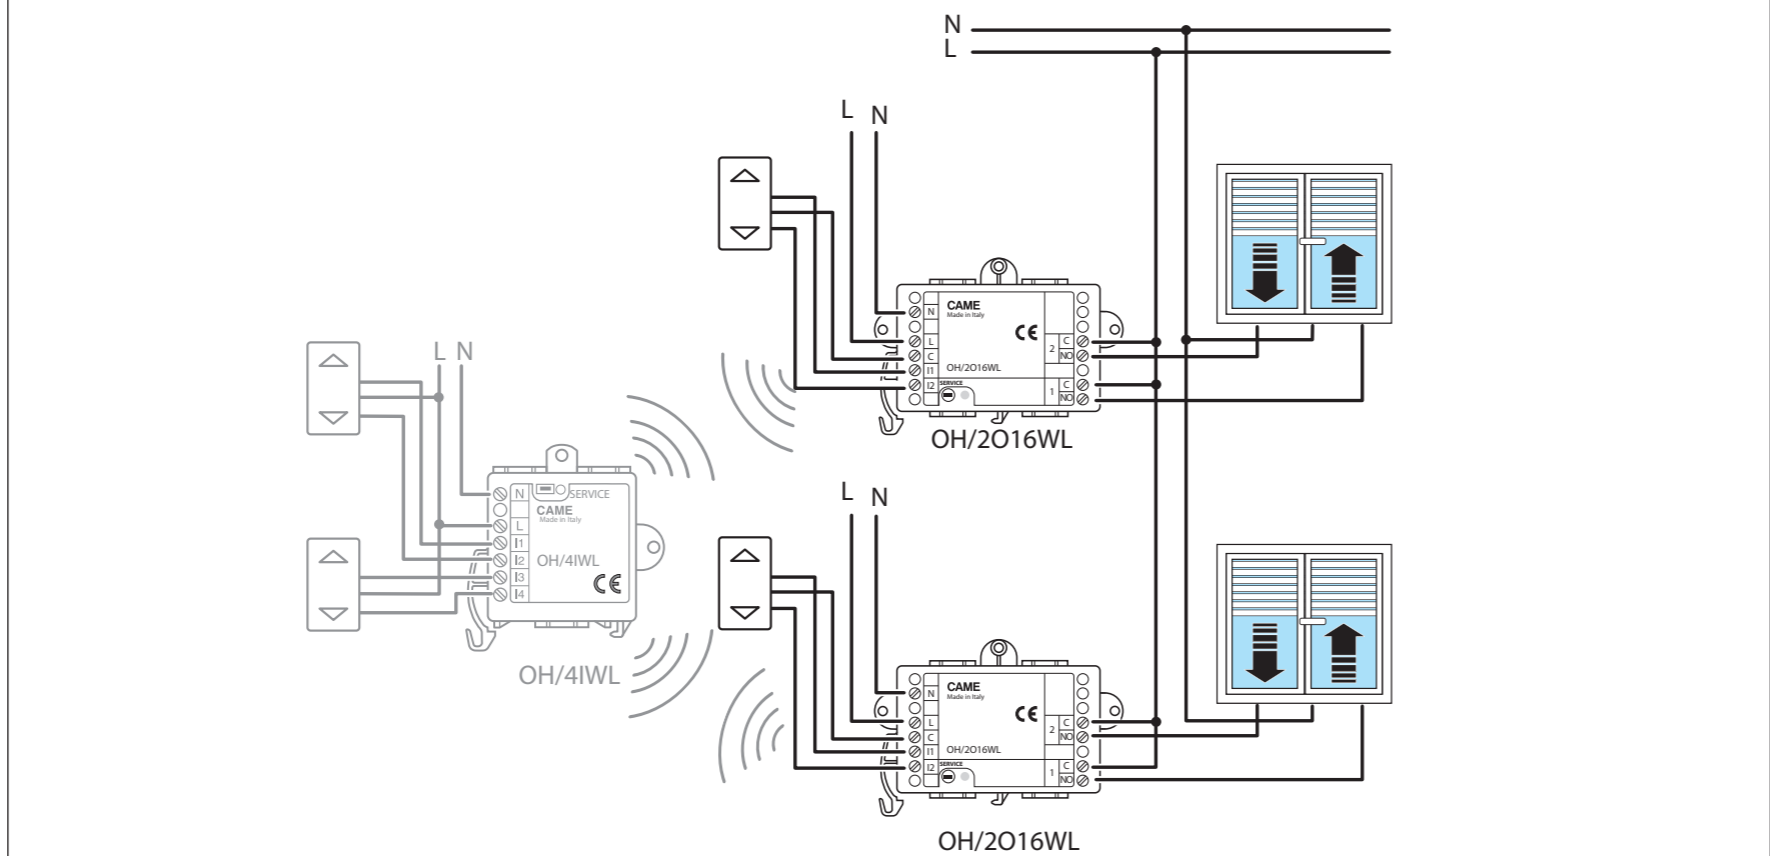 N
L
L N
CAME
Made in Italy
N
L
C
I1
I2
OH/2O16WL
SERVICE
2 C
NO
1 C
NO
OH/2O16WL
L N
N
L
I1
I2
I3
I4
SERVICE
CAME
Made in Italy
OH/4IWL
OH/4IWL
L N
CAME
Made in Italy
N
L
C
I1
I2
OH/2O16WL
SERVICE
2 C
NO
1 C
NO
OH/2O16WL